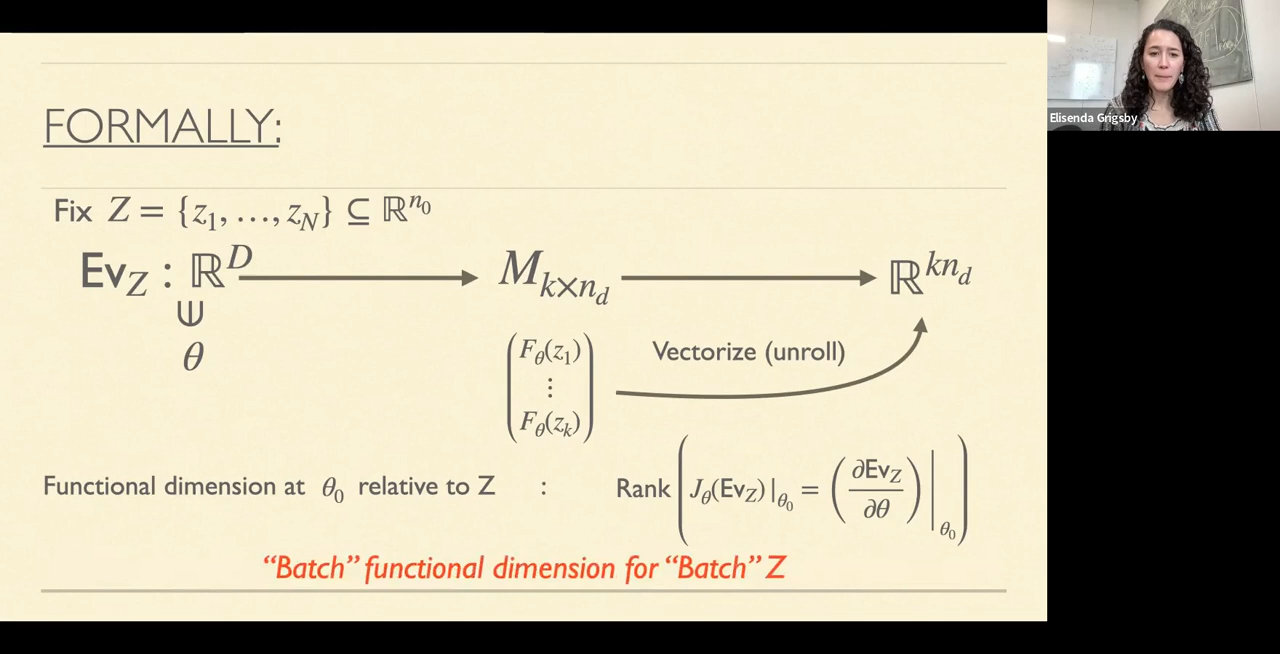 FORMALLY:
Fix Z = {z₁, …, z_N} ⊆ ℝ^{n₀}
Ev_Z : ℝ^D ⟶ M_{k×n_d} ⟶ ℝ^{kn_d}
∈
θ
Vectorize (unroll)
F_θ(z₁)
⋮
F_θ(z_k)
Functional dimension at θ₀ relative to Z : Rank (J_θ(Ev_Z)|_{θ₀} = (∂Ev_Z/∂θ)|_{θ₀})
“Batch” functional dimension for “Batch” Z
Elisenda Grigsby